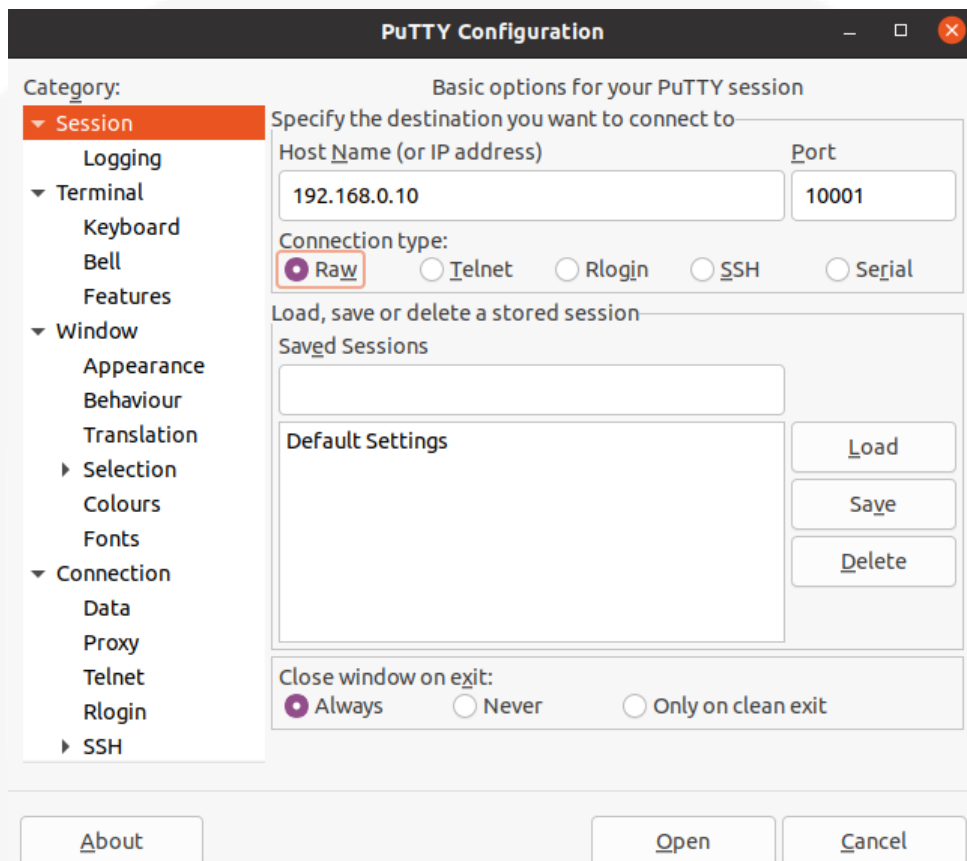 PuTTY Configuration
Category:
Session
Logging
Terminal
Keyboard
Bell
Features
Window
Appearance
Behaviour
Translation
Selection
Colours
Fonts
Connection
Data
Proxy
Telnet
Rlogin
SSH
Basic options for your PuTTY session
Specify the destination you want to connect to
Host Name (or IP address) Port
192.168.0.10 10001
Connection type:
Raw Telnet Rlogin SSH Serial
Load, save or delete a stored session
Saved Sessions
Default Settings
Load
Save
Delete
Close window on exit:
Always Never Only on clean exit
About Open Cancel